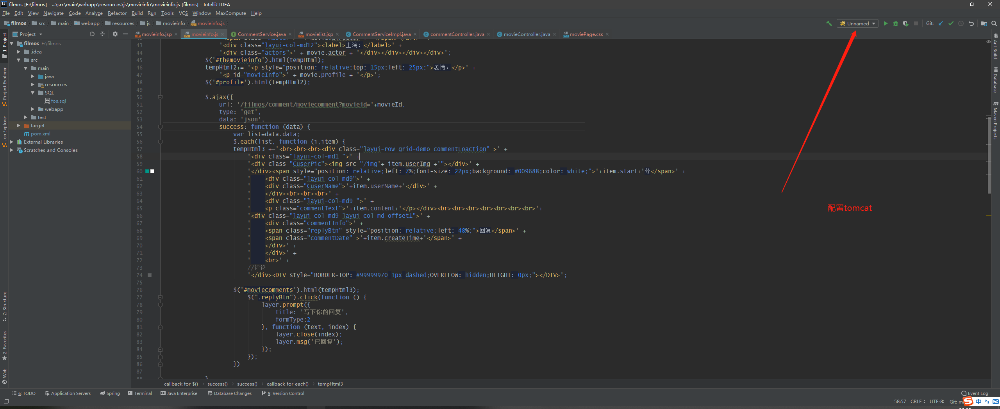 filmos [E:\filmos] - ...\src\main\webapp\resources\js\movieinfo\movieinfo.js [filmos] - IntelliJ IDEA
File Edit View Navigate Code Analyze Refactor Build Run Tools VCS Window MaxCompute Help
filmos src main webapp resources js movieinfo movieinfo.js Unnamed Git:
Project movieinfo.jsp movieinfo.js CommentService.java movielist.jsp CommentServiceImpl.java commentController.java movieController.java moviePage.css
1: Project
Project Explorer
Job Explorer
7: Structure
2: Favorites
Web
filmos E:\filmos
.idea
src
main
java
resources
SQL
fos.sql
webapp
test
target
pom.xml
External Libraries
Scratches and Consoles
43 '<div class="layui-col-md12"><label>主演：</label>' +
44 '<div class="actors">' + movie.actor + '</div></div></div></div>';
45 $('#themovieinfo').html(tempHtml);
46 tempHtml2+= '<p style="position: relative;top: 15px;left: 25px;">剧情：</p>' +
47 '<p id="movieInfo">' + movie.profile + '</p>';
48 $('#profile').html(tempHtml2);
49
50 $.ajax({
51 url: '/filmos/comment/moviecomment?movieid='+movieId,
52 type: 'get',
53 data: 'json',
54 success: function (data) {
55 var list=data.data;
56 $.each(list, function (i,item) {
57 tempHtml3 +='<br><br><br><div class="layui-row grid-demo commentLoaction" >' +
58 '<div class="layui-col-md1 ">' +
59 '<div class="CuserPic"><img src="/img'+ item.userImg +'"></div>' +
60 '</div><span style="position: relative;left: 7%;font-size: 22px;background: #009688;color: white;">'+item.start+'分</span>' +
61 ' <div class="layui-col-md9">' +
62 ' <div class="CuserName">'+item.userName+'</div>' +
63 ' </div><br><br><br>' +
64 ' <div class="layui-col-md9 ">' +
65 ' <p class="commentText">'+item.content+'</p></div><br><br><br><br><br><br><br>'+
66 '<div class="layui-col-md9 layui-col-md-offset1">' +
67 ' <div class="commentInfo">' +
68 ' <span class="replyBtn" style="position: relative;left: 48%;">回复</span>' +
69 ' <span class="commentDate" >'+item.createTime+'</span>' +
70 ' </div>' +
71 ' </div>' +
72 ' <br>' +
73 //评论
74 '</div><DIV style="BORDER-TOP: #99999970 1px dashed;OVERFLOW: hidden;HEIGHT: 0px;"></DIV>';
75
76 $('#moviecomments').html(tempHtml3);
77 $(".replyBtn").click(function () {
78 layer.prompt({
79 title: '写下你的回复',
80 formType:2
81 }, function (text, index) {
82 layer.close(index);
83 layer.msg('已回复');
84 });
85 });
86 })
87
配置tomcat
Ant Build
Database
Maven Projects
callback for $() success() success() callback for each() tempHtml3
6: TODO Application Servers Spring Terminal Java Enterprise Database Changes 9: Version Control Event Log
58:57 CRLF UTF-8 Git: m 中